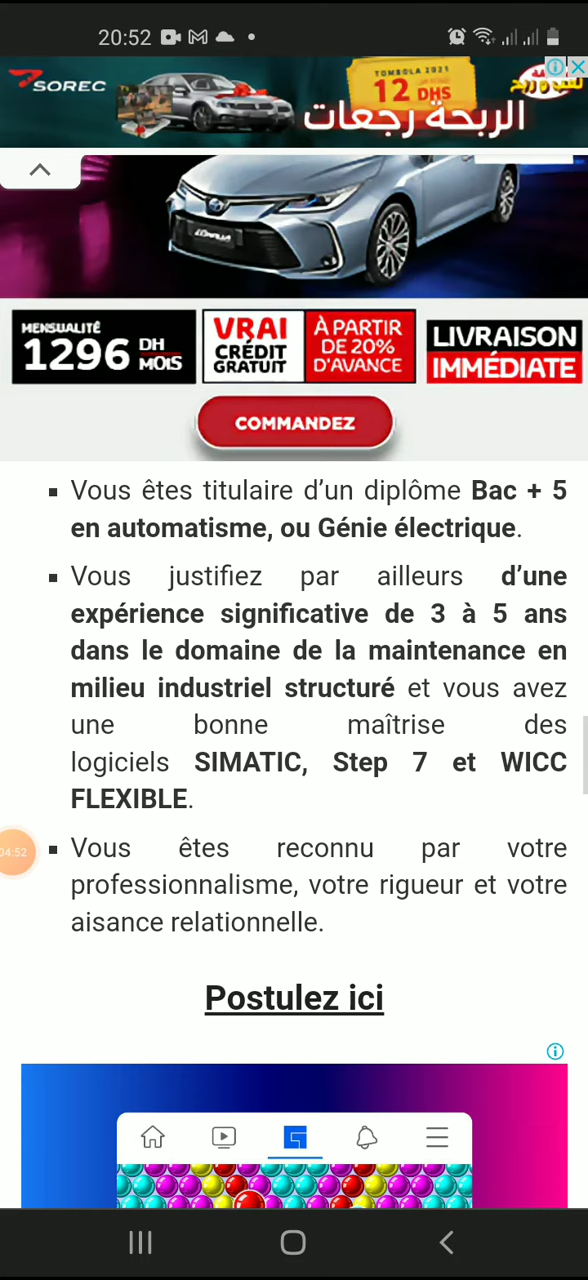 20:52
SOREC
TOMBOLA 2021
12 DHS
الربحة رجعات
COROLLA
MENSUALITÉ
1296 DH
MOIS
VRAI
CRÉDIT
GRATUIT
À PARTIR
DE 20%
D'AVANCE
LIVRAISON
IMMÉDIATE
COMMANDEZ
▪ Vous êtes titulaire d’un diplôme Bac + 5
en automatisme, ou Génie électrique.
▪ Vous justifiez par ailleurs d’une
expérience significative de 3 à 5 ans
dans le domaine de la maintenance en
milieu industriel structuré et vous avez
une bonne maîtrise des
logiciels SIMATIC, Step 7 et WICC
FLEXIBLE.
04:52
▪ Vous êtes reconnu par votre
professionnalisme, votre rigueur et votre
aisance relationnelle.
Postulez ici